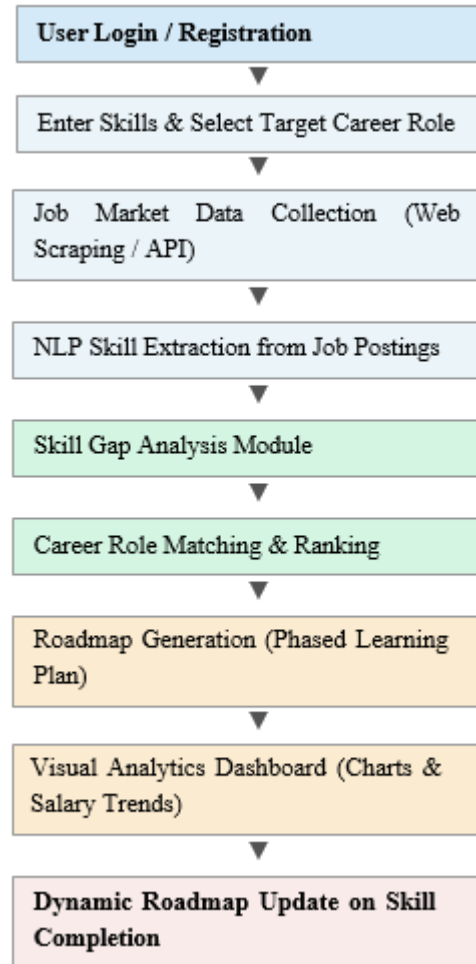 User Login / Registration
Enter Skills & Select Target Career Role
Job Market Data Collection (Web
Scraping / API)
NLP Skill Extraction from Job Postings
Skill Gap Analysis Module
Career Role Matching & Ranking
Roadmap Generation (Phased Learning
Plan)
Visual Analytics Dashboard (Charts &
Salary Trends)
Dynamic Roadmap Update on Skill
Completion